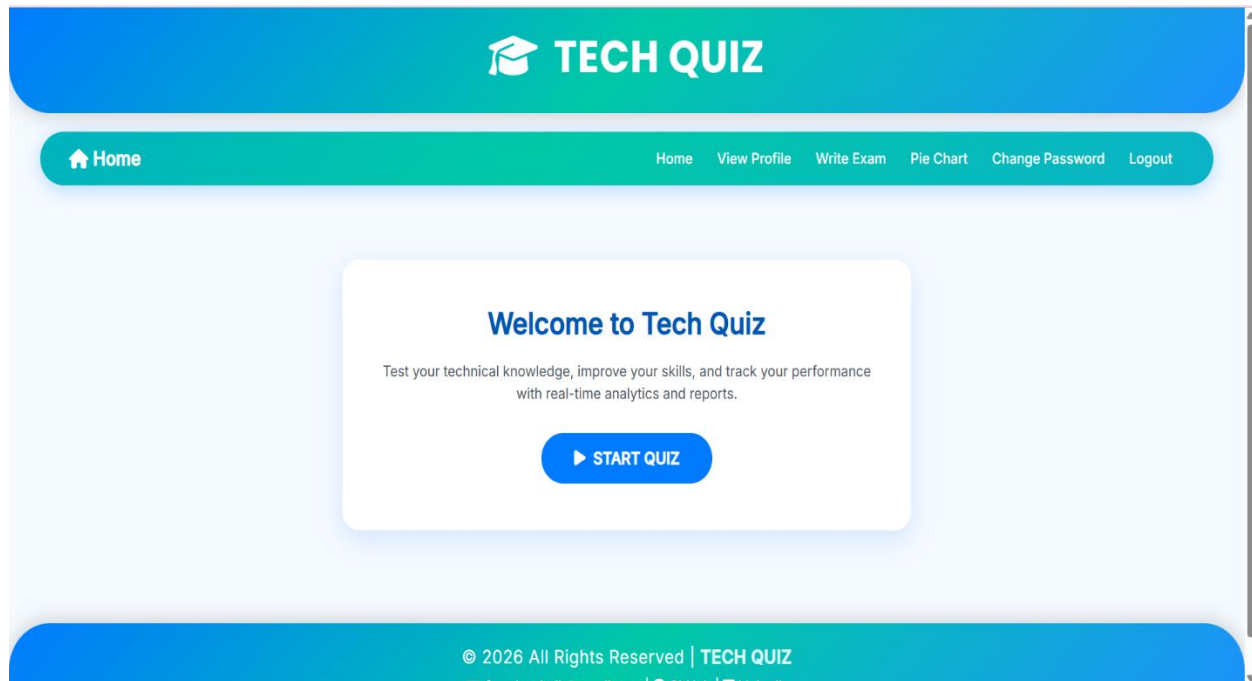 TECH QUIZ
Home
Home View Profile Write Exam Pie Chart Change Password Logout
Welcome to Tech Quiz
Test your technical knowledge, improve your skills, and track your performance
with real-time analytics and reports.
START QUIZ
© 2026 All Rights Reserved | TECH QUIZ